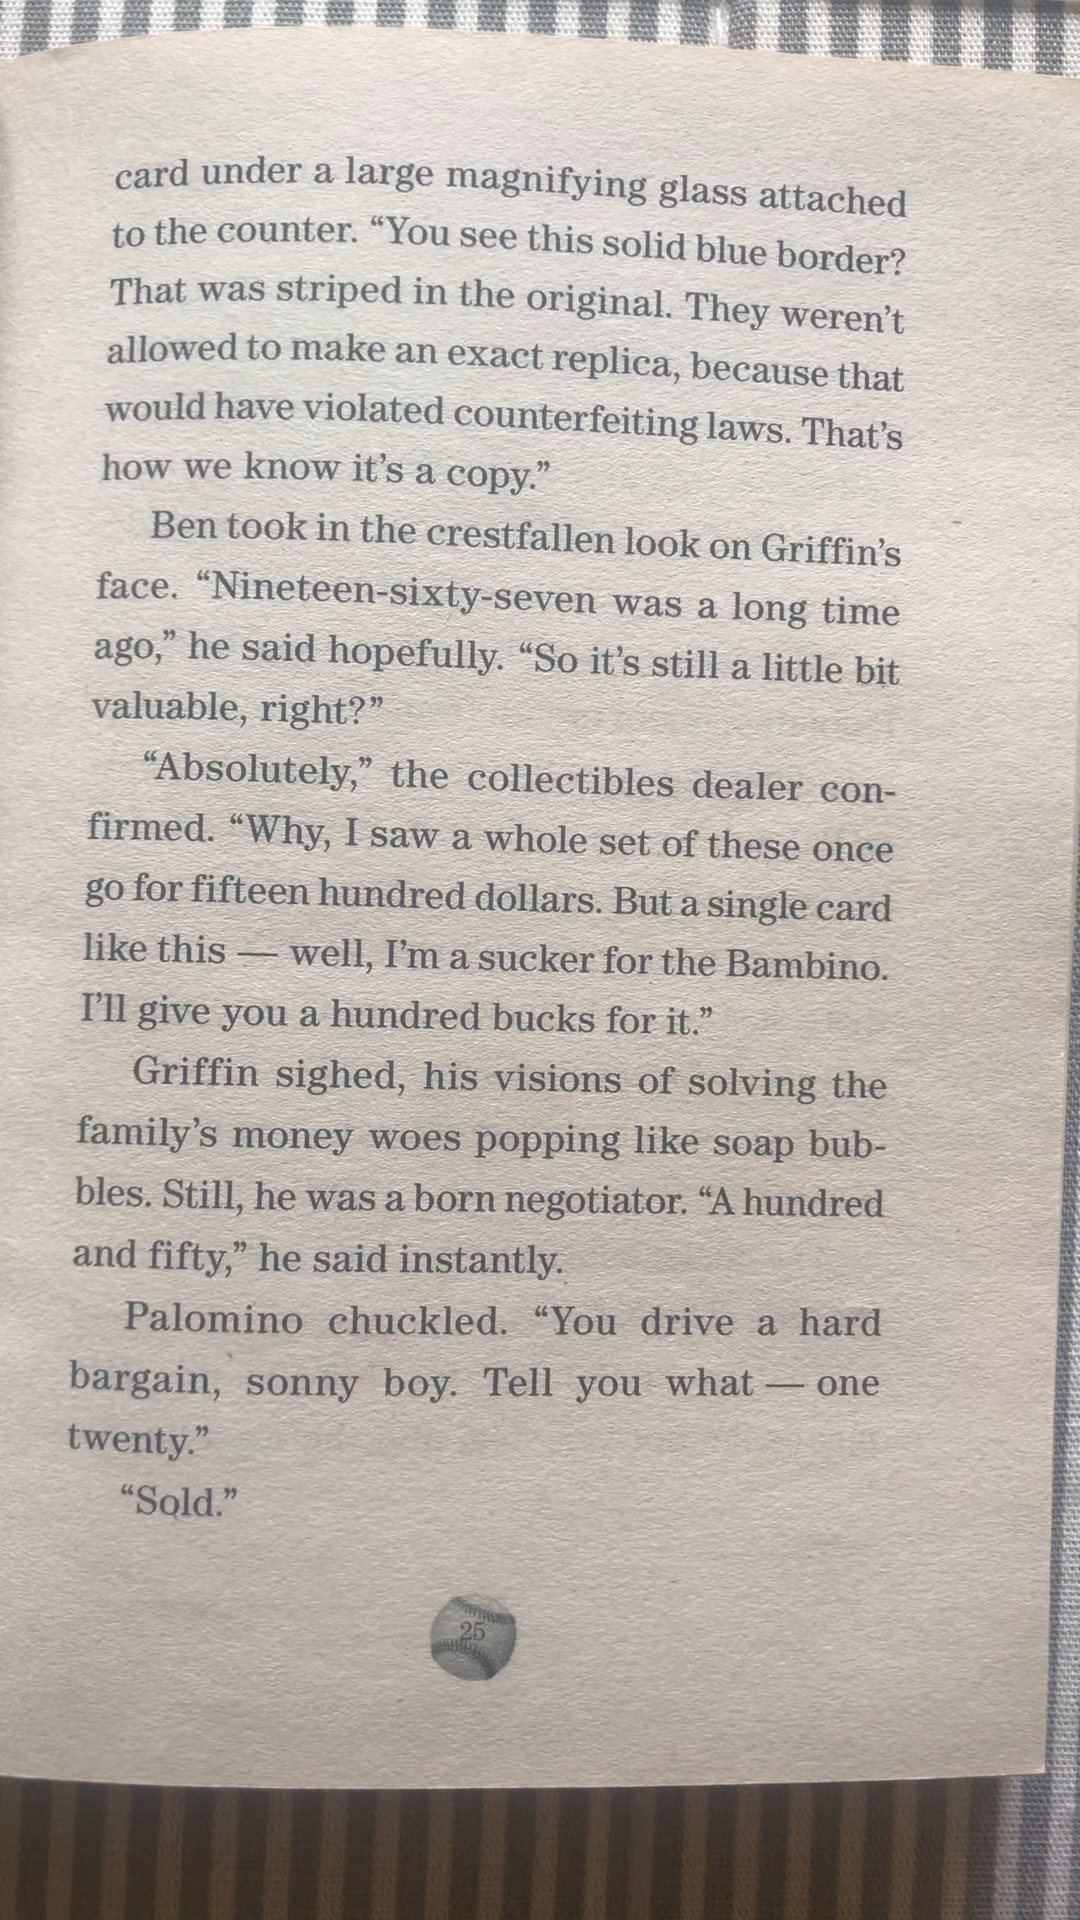 card under a large magnifying glass attached
to the counter. “You see this solid blue border?
That was striped in the original. They weren’t
allowed to make an exact replica, because that
would have violated counterfeiting laws. That’s
how we know it’s a copy.”
Ben took in the crestfallen look on Griffin’s
face. “Nineteen-sixty-seven was a long time
ago,” he said hopefully. “So it’s still a little bit
valuable, right?”
“Absolutely,” the collectibles dealer con-
firmed. “Why, I saw a whole set of these once
go for fifteen hundred dollars. But a single card
like this — well, I’m a sucker for the Bambino.
I’ll give you a hundred bucks for it.”
Griffin sighed, his visions of solving the
family’s money woes popping like soap bub-
bles. Still, he was a born negotiator. “A hundred
and fifty,” he said instantly.
Palomino chuckled. “You drive a hard
bargain, sonny boy. Tell you what — one
twenty.”
“Sold.”
25